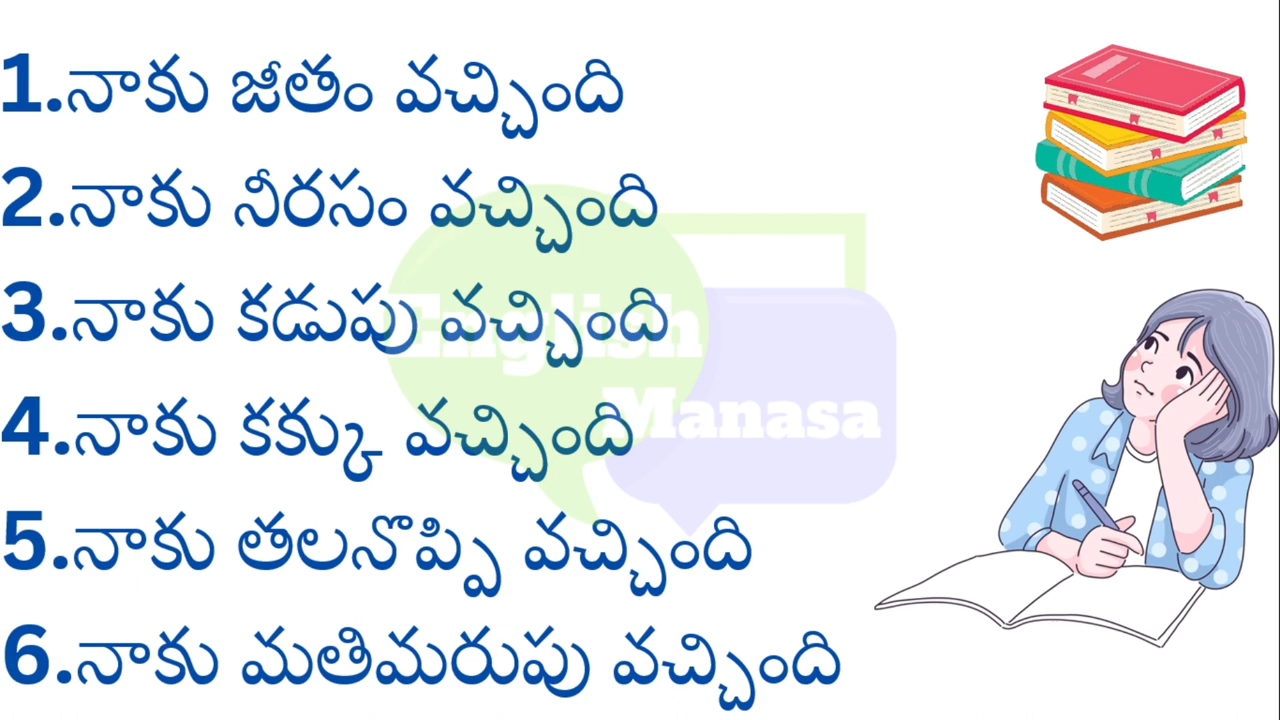 1.నాకు జీతం వచ్చింది
2.నాకు నీరసం వచ్చింది
3.నాకు కడుపు వచ్చింది
4.నాకు కక్కు వచ్చింది
5.నాకు తలనొప్పి వచ్చింది
6.నాకు మతిమరుపు వచ్చింది
English
Manasa